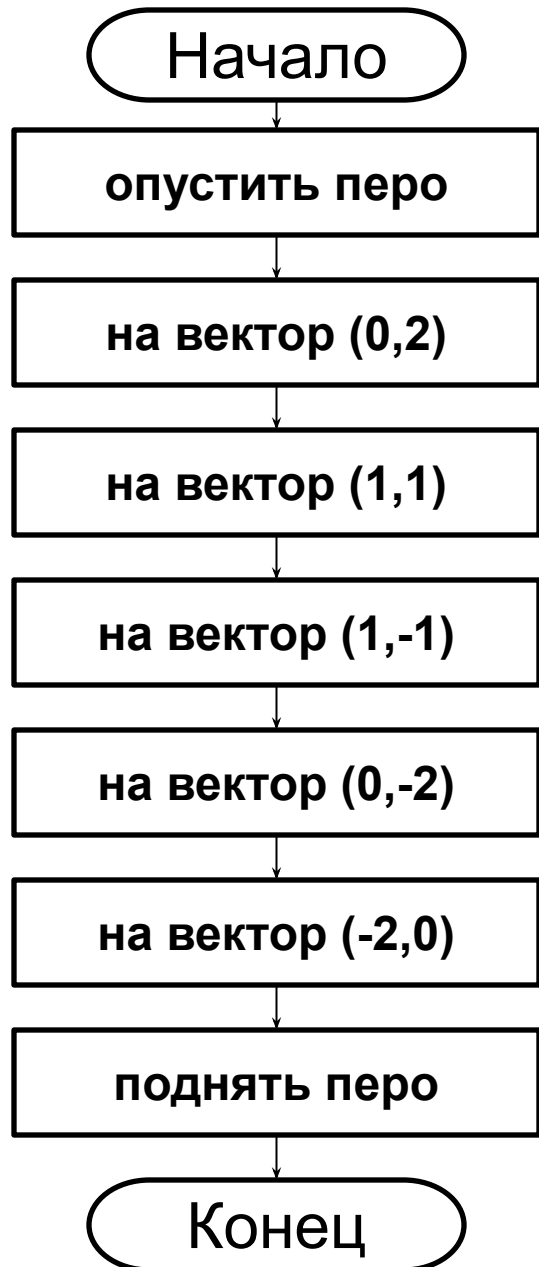 Начало
опустить перо
на вектор (0,2)
на вектор (1,1)
на вектор (1,-1)
на вектор (0,-2)
на вектор (-2,0)
поднять перо
Конец